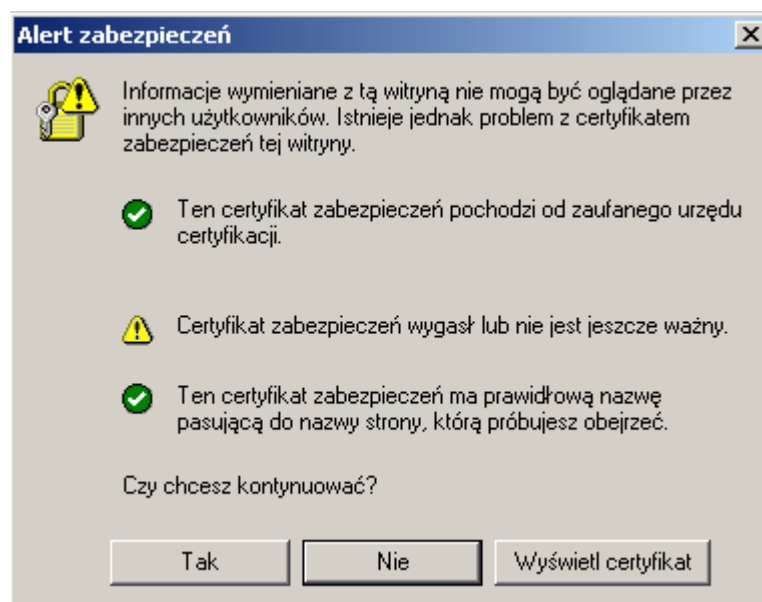 Alert zabezpieczeń
Informacje wymieniane z tą witryną nie mogą być oglądane przez
innych użytkowników. Istnieje jednak problem z certyfikatem
zabezpieczeń tej witryny.
Ten certyfikat zabezpieczeń pochodzi od zaufanego urzędu
certyfikacji.
Certyfikat zabezpieczeń wygasł lub nie jest jeszcze ważny.
Ten certyfikat zabezpieczeń ma prawidłową nazwę
pasującą do nazwy strony, którą próbujesz obejrzeć.
Czy chcesz kontynuować?
Tak
Nie
Wyświetl certyfikat